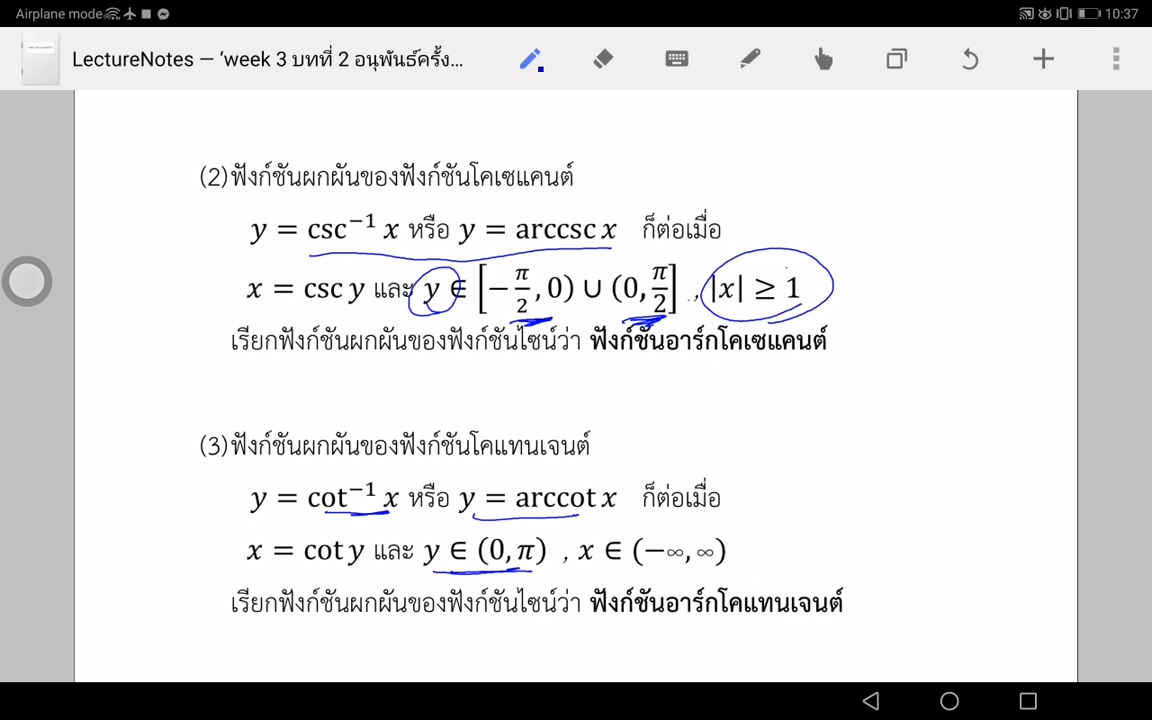 Airplane mode 10:37
LectureNotes — ‘week 3 บทที่ 2 อนุพันธ์ครั้ง...
(2)ฟังก์ชันผกผันของฟังก์ชันโคเซแคนต์
y = csc⁻¹ x หรือ y = arccsc x ก็ต่อเมื่อ
x = csc y และ y ∈ [−π/2, 0) ∪ (0, π/2] , |x| ≥ 1
เรียกฟังก์ชันผกผันของฟังก์ชันไซน์ว่า ฟังก์ชันอาร์กโคเซแคนต์
(3)ฟังก์ชันผกผันของฟังก์ชันโคแทนเจนต์
y = cot⁻¹ x หรือ y = arccot x ก็ต่อเมื่อ
x = cot y และ y ∈ (0, π) , x ∈ (−∞, ∞)
เรียกฟังก์ชันผกผันของฟังก์ชันไซน์ว่า ฟังก์ชันอาร์กโคแทนเจนต์